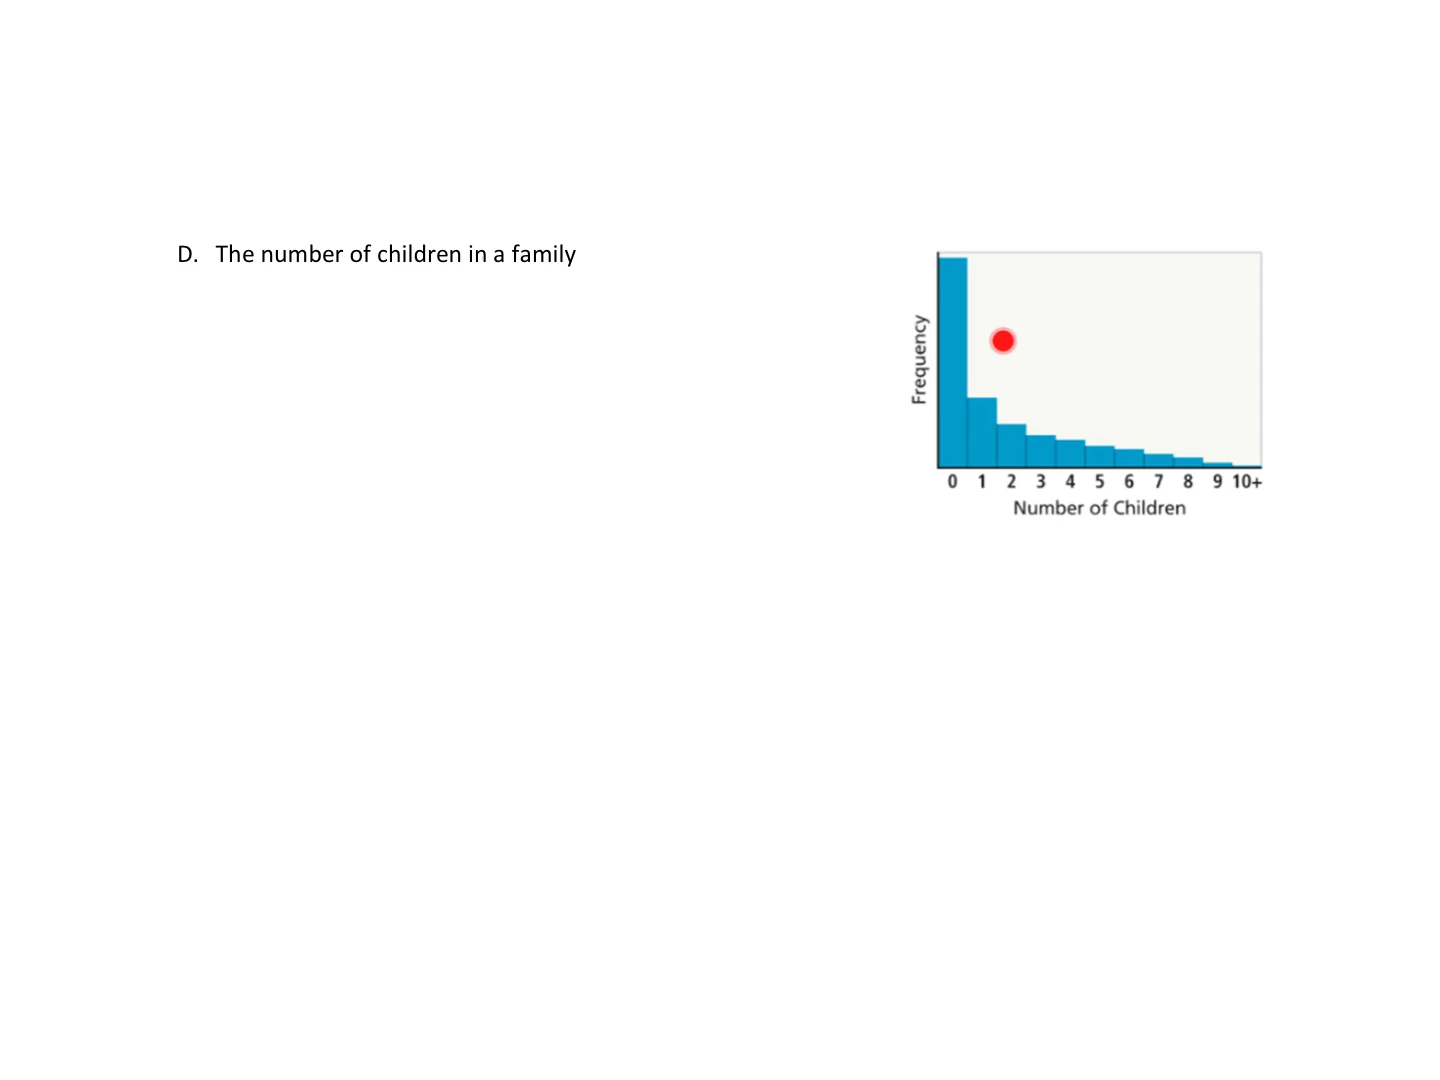 D. The number of children in a family
Frequency
0 1 2 3 4 5 6 7 8 9 10+
Number of Children